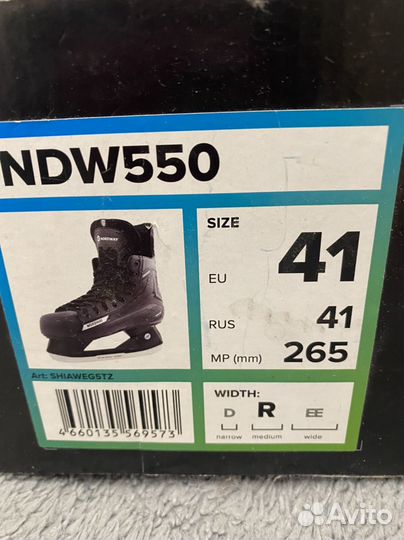 NDW550
SIZE
EU 41
RUS 41
MP (mm) 265
NORDWAY
Art: SHIAWEG5TZ
4 660135 569573
WIDTH:
D R EE
narrow medium wide
Avito